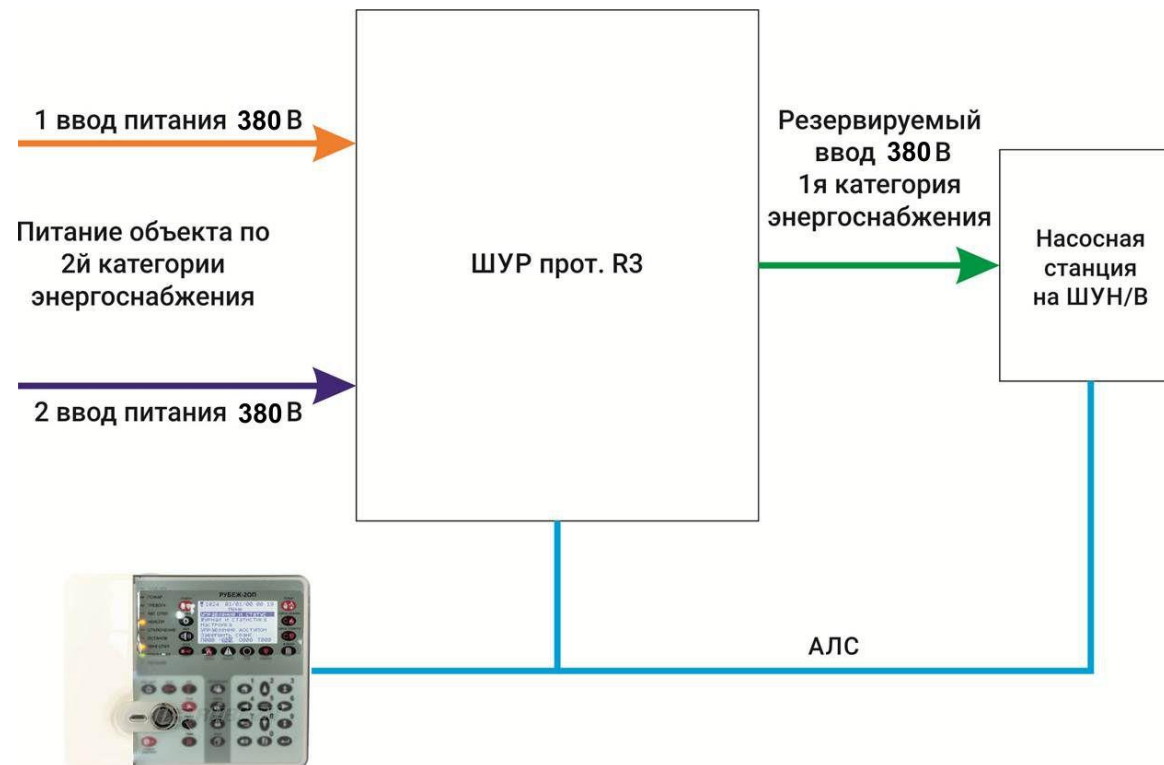 1 ввод питания 380 В
Питание объекта по
2й категории
энергоснабжения
2 ввод питания 380 В
ШУР прот. R3
Резервируемый
ввод 380 В
1я категория
энергоснабжения
Насосная
станция
на ШУН/В
АЛС
РУБЕЖ-2ОП